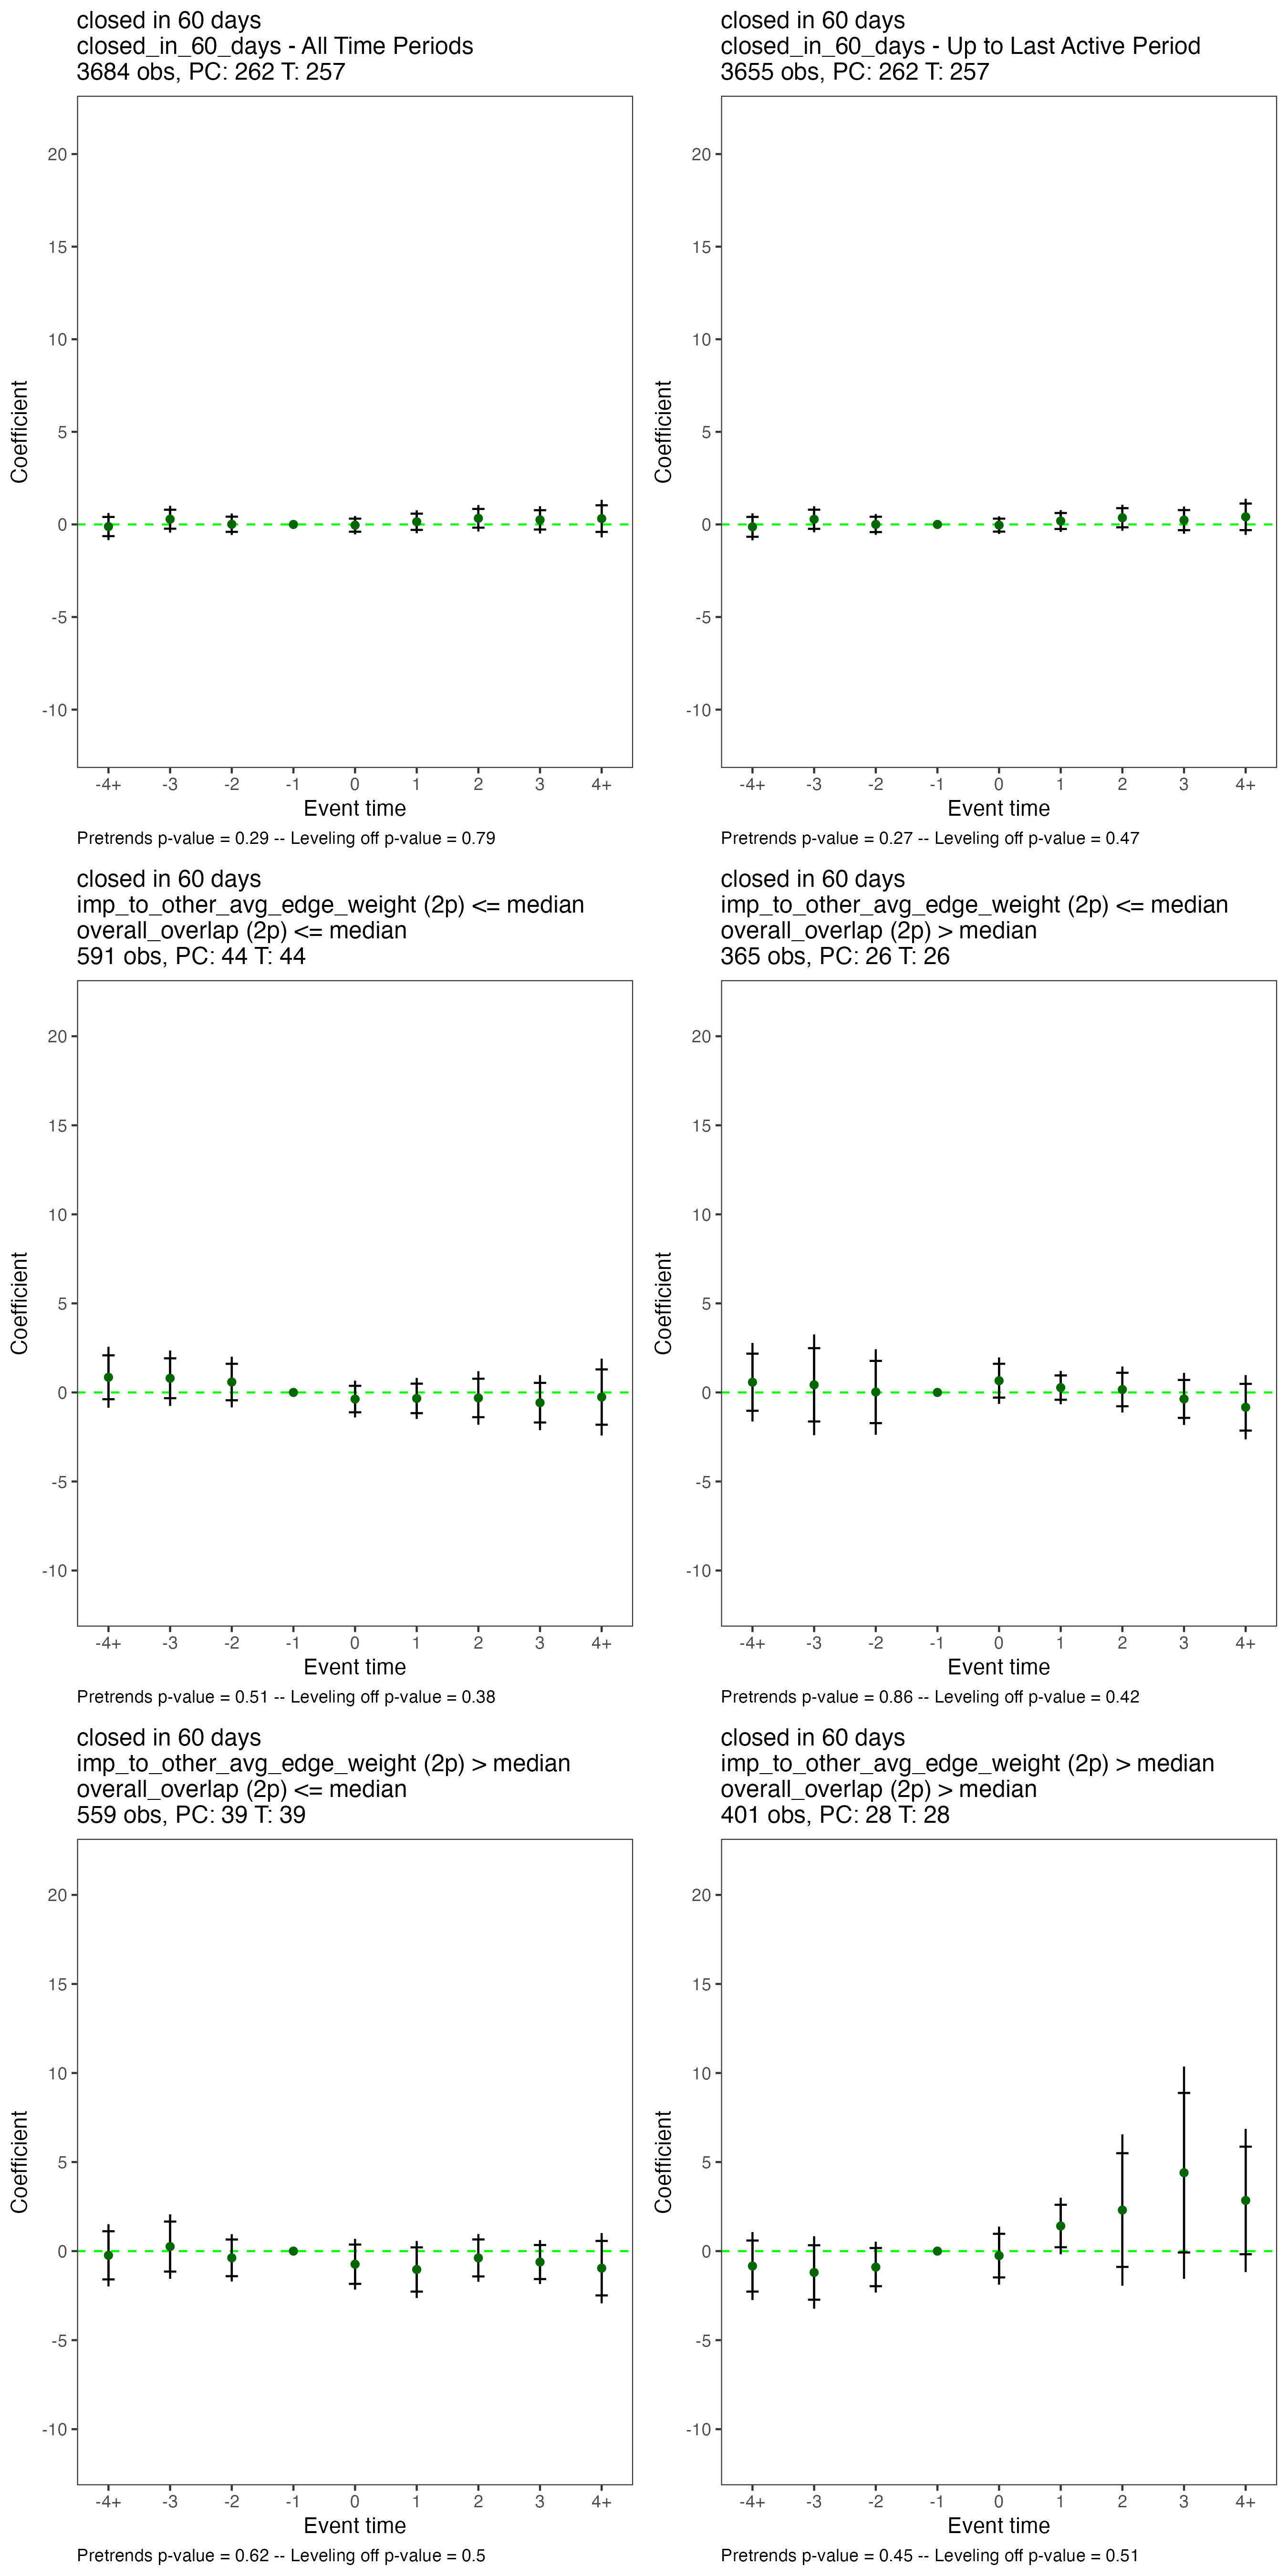 closed in 60 days
closed_in_60_days - All Time Periods
3684 obs, PC: 262 T: 257
20
15
10
5
0
-5
-10
Coefficient
-4+ -3 -2 -1 0 1 2 3 4+
Event time
Pretrends p-value = 0.29 -- Leveling off p-value = 0.79
closed in 60 days
closed_in_60_days - Up to Last Active Period
3655 obs, PC: 262 T: 257
20
15
10
5
0
-5
-10
Coefficient
-4+ -3 -2 -1 0 1 2 3 4+
Event time
Pretrends p-value = 0.27 -- Leveling off p-value = 0.47
closed in 60 days
imp_to_other_avg_edge_weight (2p) <= median
overall_overlap (2p) <= median
591 obs, PC: 44 T: 44
20
15
10
5
0
-5
-10
Coefficient
-4+ -3 -2 -1 0 1 2 3 4+
Event time
Pretrends p-value = 0.51 -- Leveling off p-value = 0.38
closed in 60 days
imp_to_other_avg_edge_weight (2p) <= median
overall_overlap (2p) > median
365 obs, PC: 26 T: 26
20
15
10
5
0
-5
-10
Coefficient
-4+ -3 -2 -1 0 1 2 3 4+
Event time
Pretrends p-value = 0.86 -- Leveling off p-value = 0.42
closed in 60 days
imp_to_other_avg_edge_weight (2p) > median
overall_overlap (2p) <= median
559 obs, PC: 39 T: 39
20
15
10
5
0
-5
-10
Coefficient
-4+ -3 -2 -1 0 1 2 3 4+
Event time
Pretrends p-value = 0.62 -- Leveling off p-value = 0.5
closed in 60 days
imp_to_other_avg_edge_weight (2p) > median
overall_overlap (2p) > median
401 obs, PC: 28 T: 28
20
15
10
5
0
-5
-10
Coefficient
-4+ -3 -2 -1 0 1 2 3 4+
Event time
Pretrends p-value = 0.45 -- Leveling off p-value = 0.51